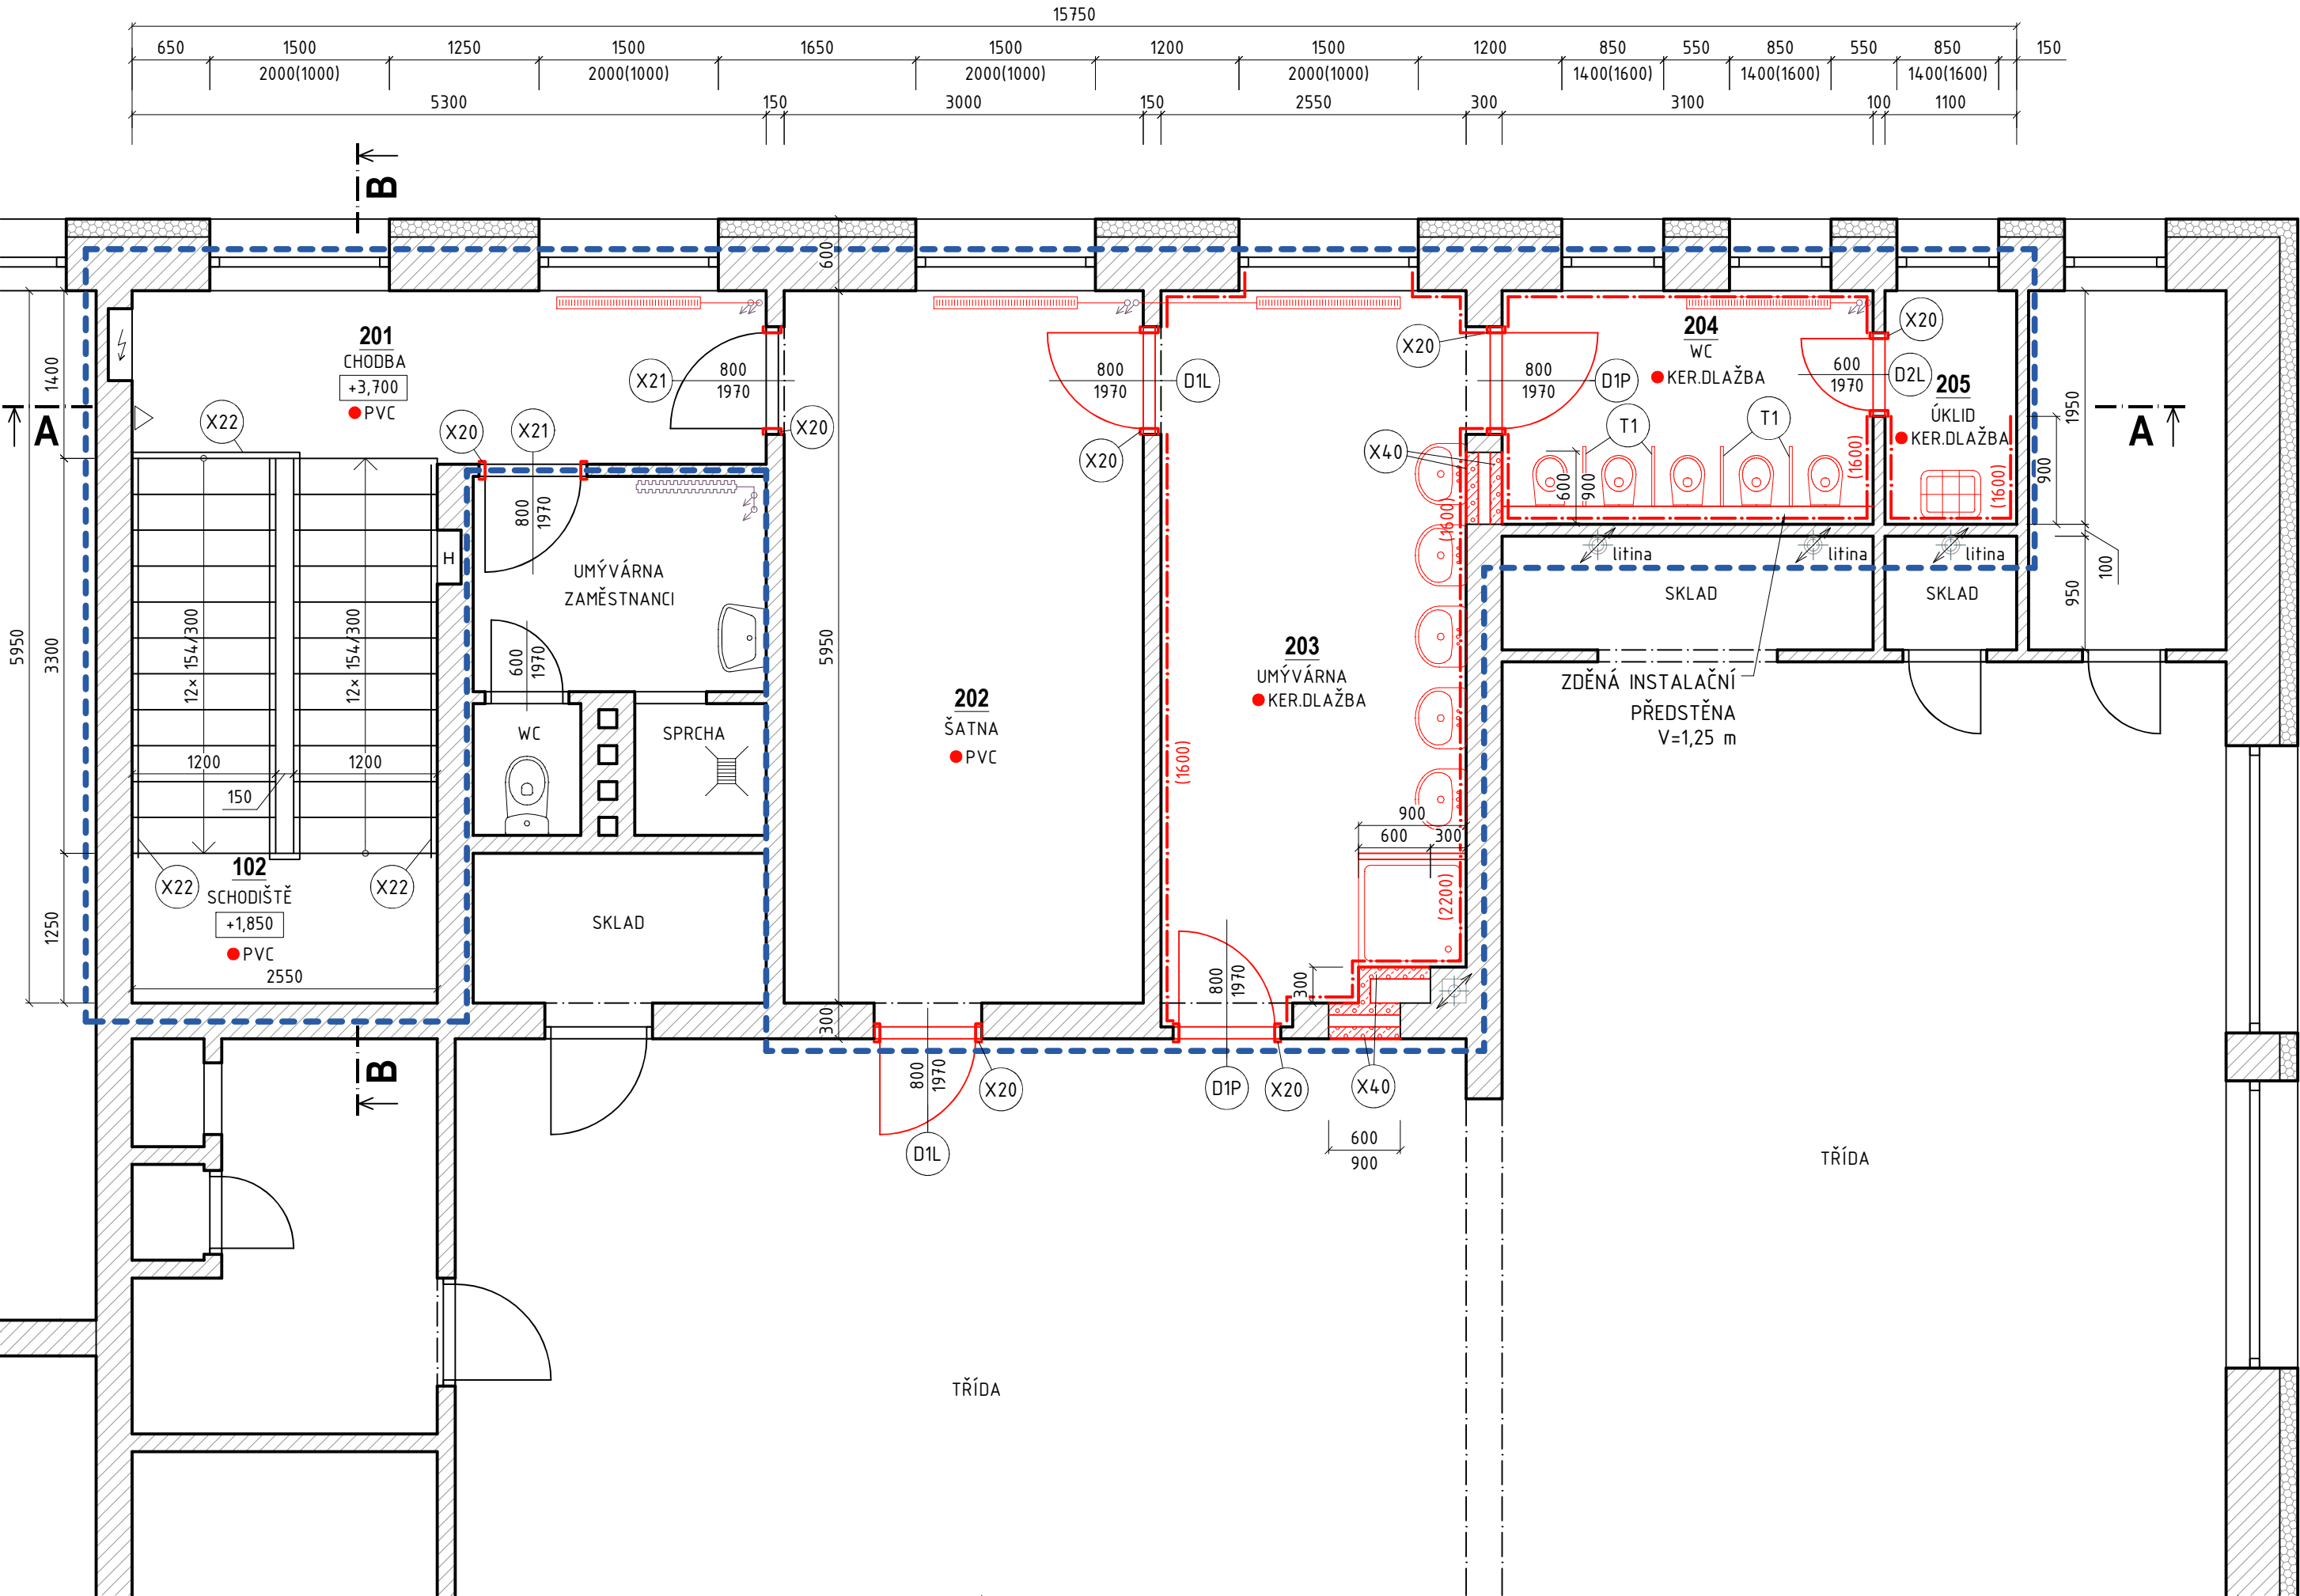 15750
650 1500 1250 1500 1650 1500 1200 1500 1200 850 550 850 550 850 150
2000(1000) 2000(1000) 2000(1000) 2000(1000) 1400(1600) 1400(1600) 1400(1600)
5300 150 3000 150 2550 300 3100 100 1100
B
600
201
CHODBA
+3,700
PVC
1400
A
X22
X20
X21
X21
800
1970
X20
800
1970
D1L
X20
X20
800
1970
D1P
204
WC
KER.DLAŽBA
X20
600
1970
D2L
205
ÚKLID
KER.DLAŽBA
T1
T1
X40
600
900
(1600)
(1600)
(1600)
900
1950
A
100
950
800
1970
UMÝVÁRNA
ZAMĚSTNANCI
H
litina
litina
litina
SKLAD
SKLAD
5950
3300
12× 154/300
12× 154/300
600
1970
5950
203
UMÝVÁRNA
KER.DLAŽBA
ZDĚNÁ INSTALAČNÍ
PŘEDSTĚNA
V=1,25 m
202
ŠATNA
PVC
WC
SPRCHA
1200
1200
150
(1600)
900
600 300
X22
102
SCHODIŠTĚ
+1,850
PVC
X22
1250
2550
SKLAD
(2200)
800
1970
300
300
B
800
1970
X20
D1P
X20
X40
D1L
600
900
TŘÍDA
TŘÍDA